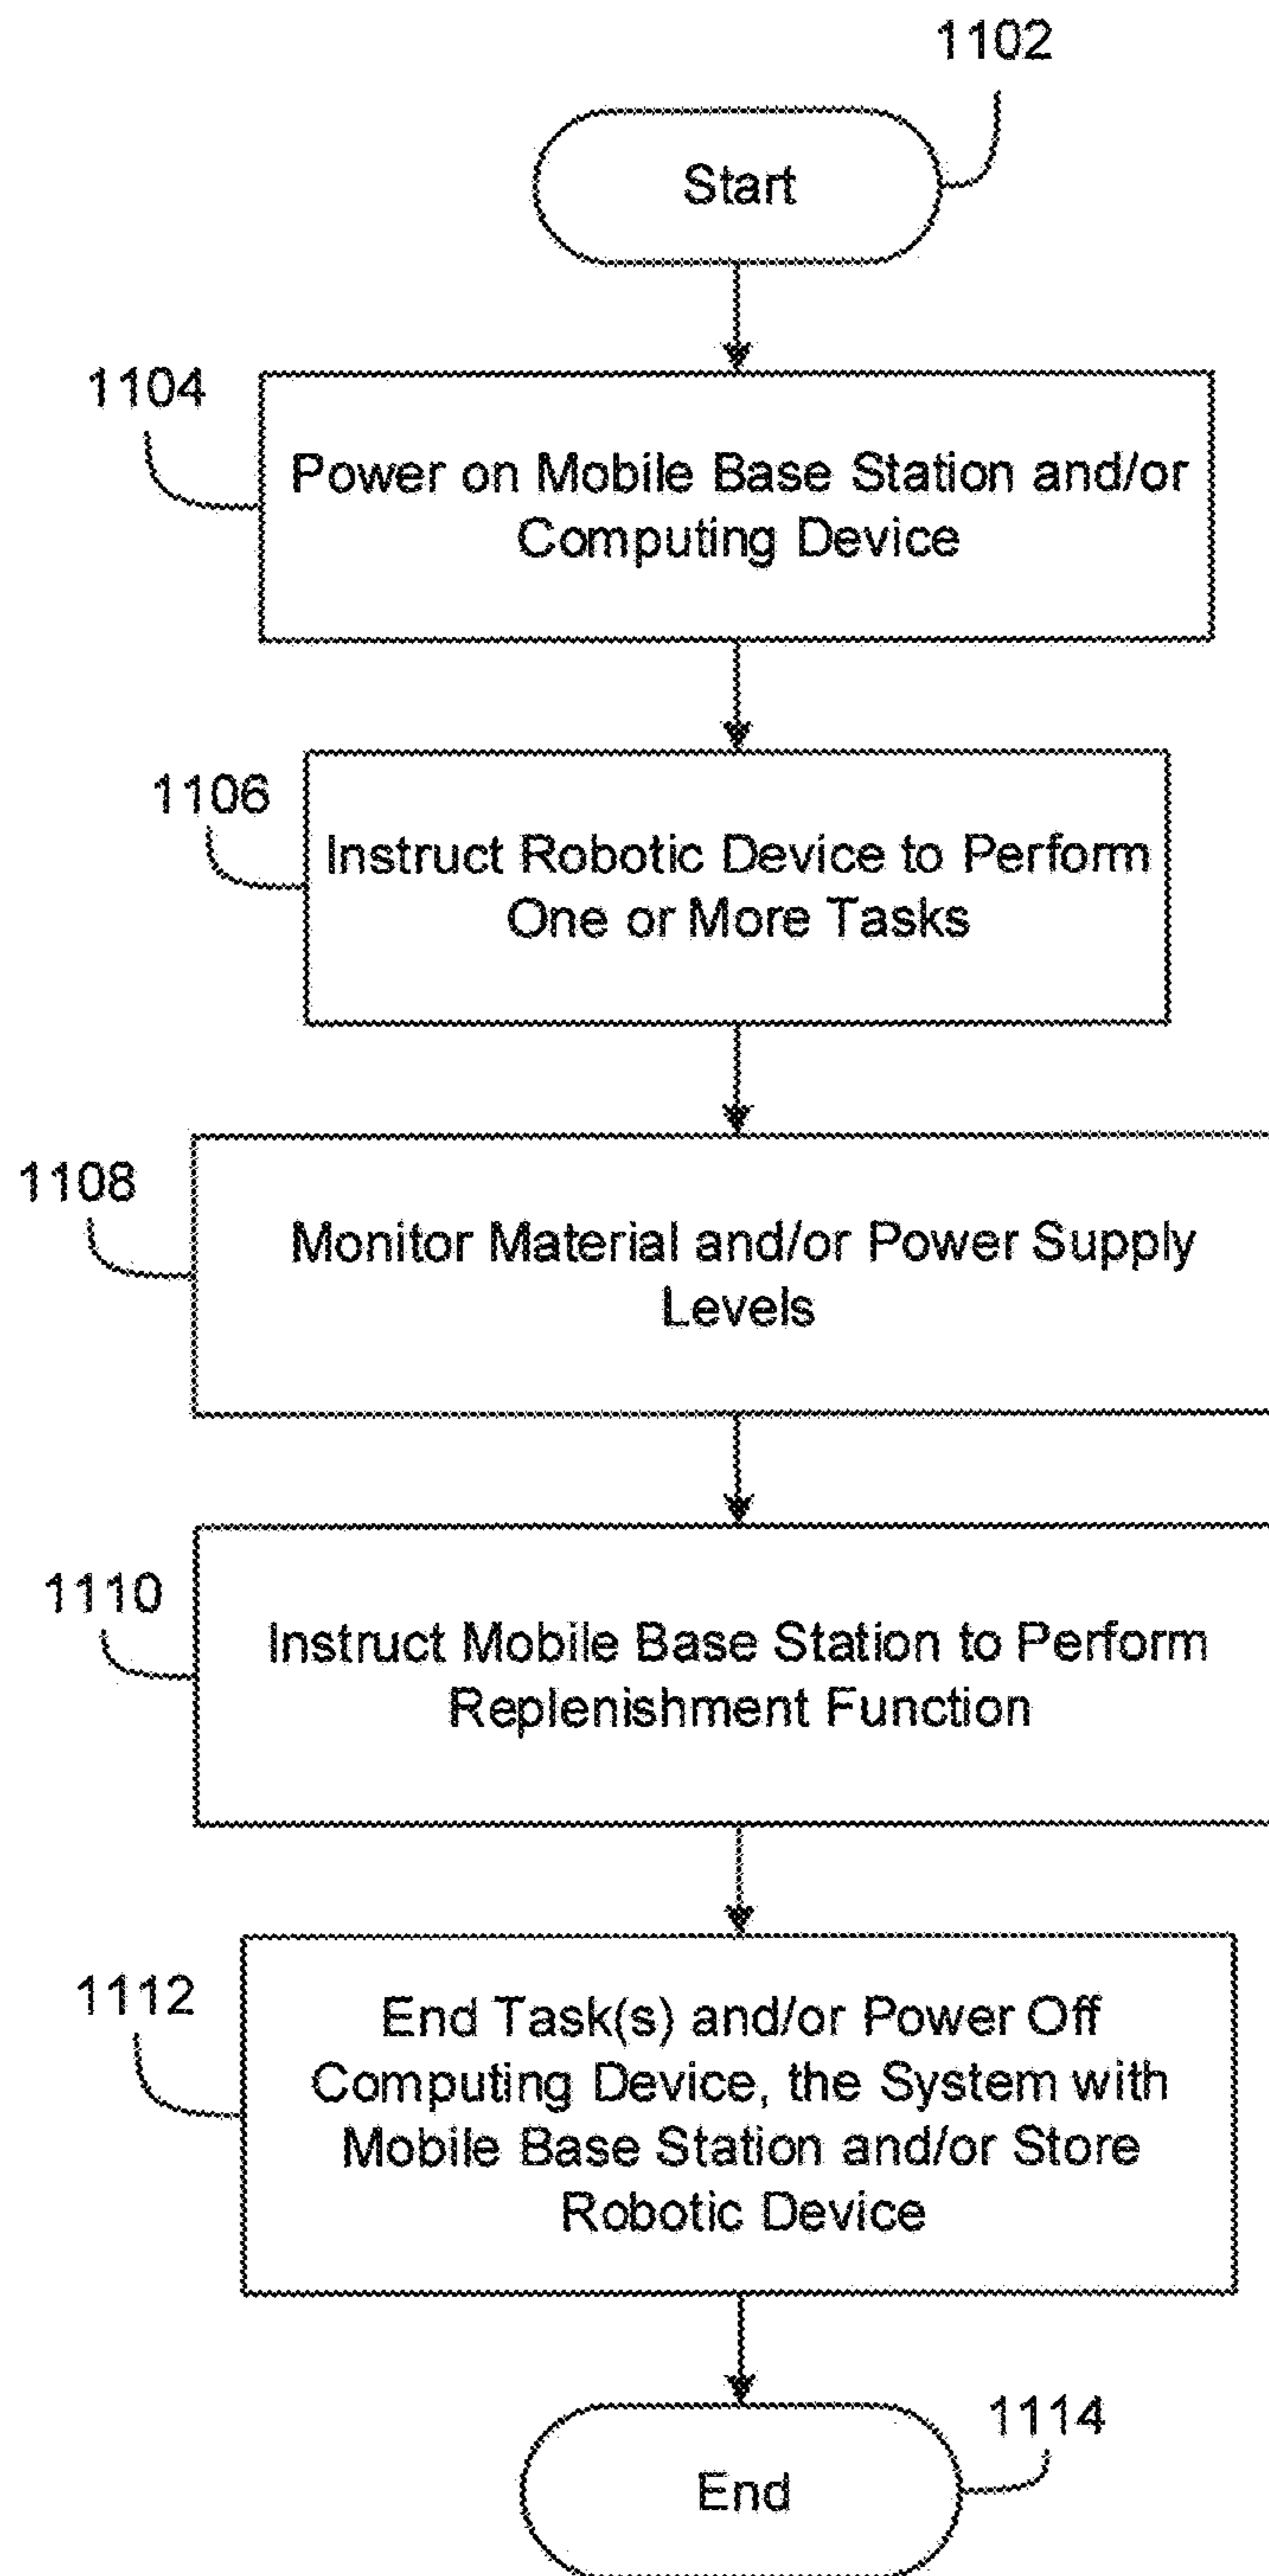 1102
Start
1104
Power on Mobile Base Station and/or
Computing Device
1106
Instruct Robotic Device to Perform
One or More Tasks
1108
Monitor Material and/or Power Supply
Levels
1110
Instruct Mobile Base Station to Perform
Replenishment Function
1112
End Task(s) and/or Power Off
Computing Device, the System with
Mobile Base Station and/or Store
Robotic Device
1114
End